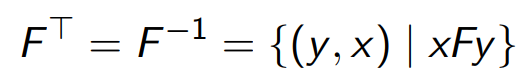 F⊤ = F−1 = {(y, x) | xFy}